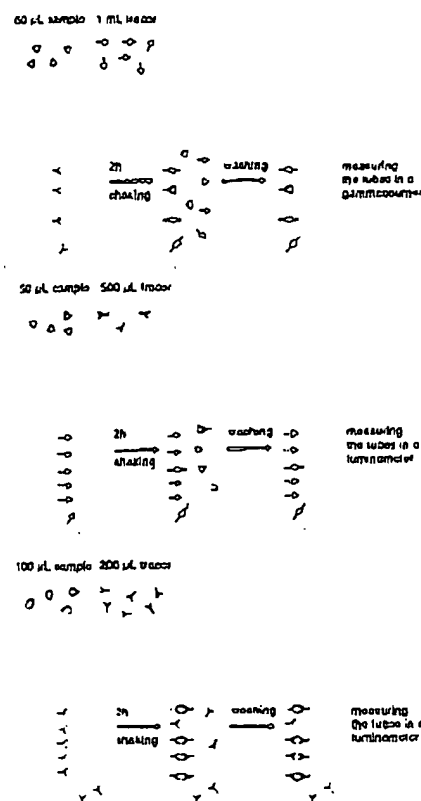 60 µL sample 1 mL tracer
2h
shaking
washing
measuring
the tubes in a
gammacounter
50 µL sample 500 µL tracer
2h
shaking
washing
measuring
the tubes in a
luminometer
100 µL sample 200 µL tracer
2h
shaking
washing
measuring
the tubes in a
luminometer